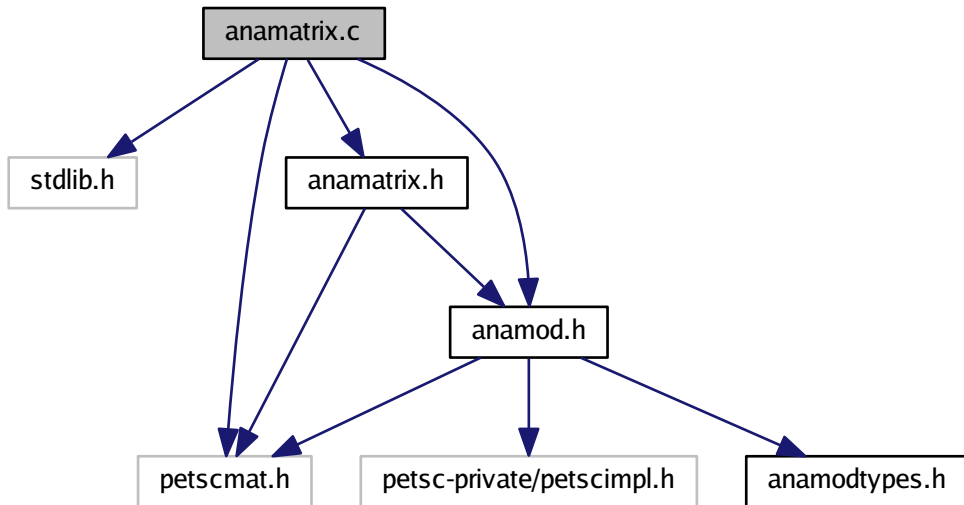 anamatrix.c
stdlib.h
anamatrix.h
anamod.h
petscmat.h
petsc-private/petscimpl.h
anamodtypes.h